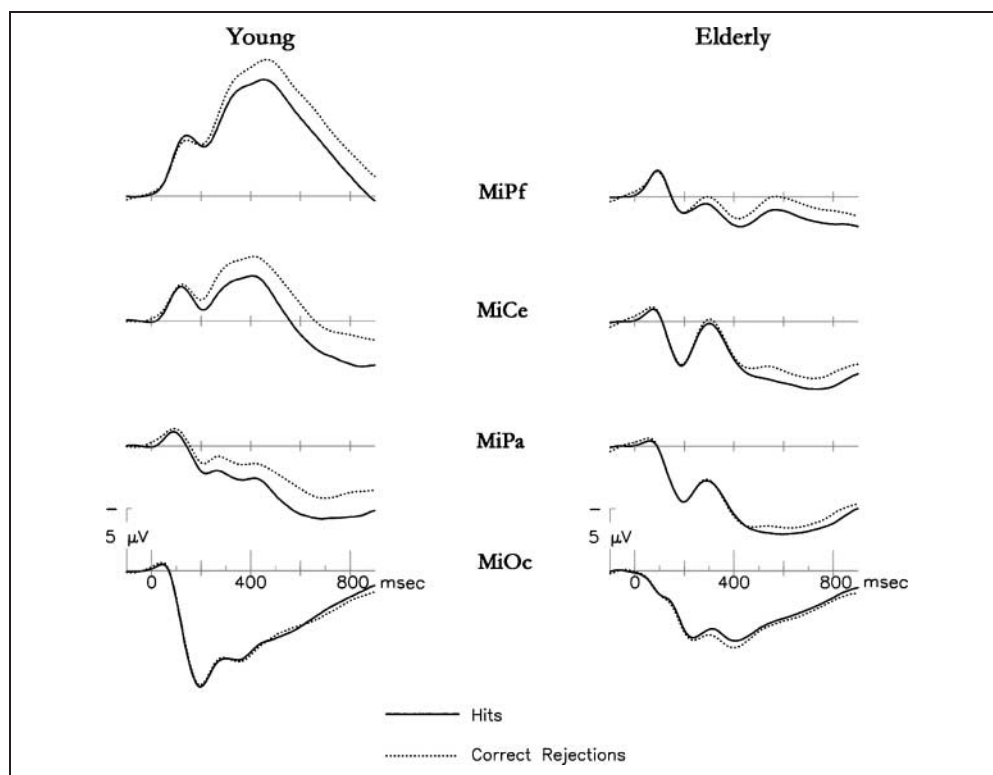 Young Elderly
MiPf
MiCe
MiPa
−
5 μV
−
5 μV
MiOc
0 400 800 msec
0 400 800 msec
Hits
Correct Rejections